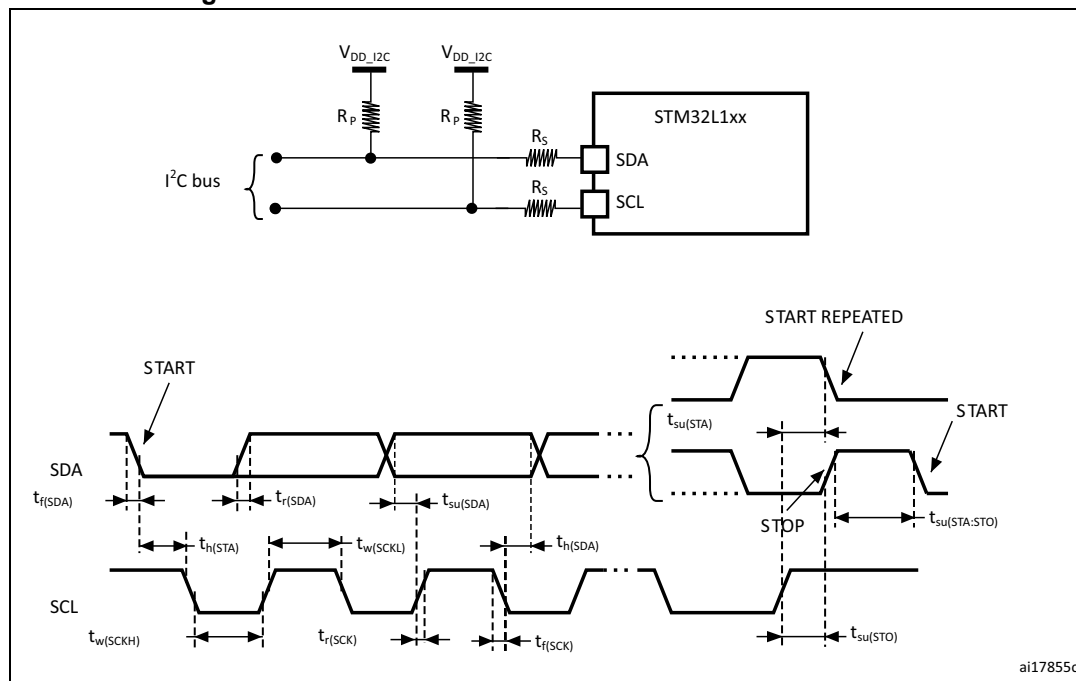 V_DD_I2C V_DD_I2C
R_P R_P
STM32L1xx
R_S
SDA
I²C bus
R_S
SCL
START REPEATED
START
START
t_su(STA)
SDA
t_f(SDA) t_r(SDA) t_su(SDA)
STOP t_su(STA:STO)
t_h(STA) t_w(SCKL) t_h(SDA)
SCL
t_w(SCKH) t_r(SCK) t_f(SCK) t_su(STO)
ai17855c